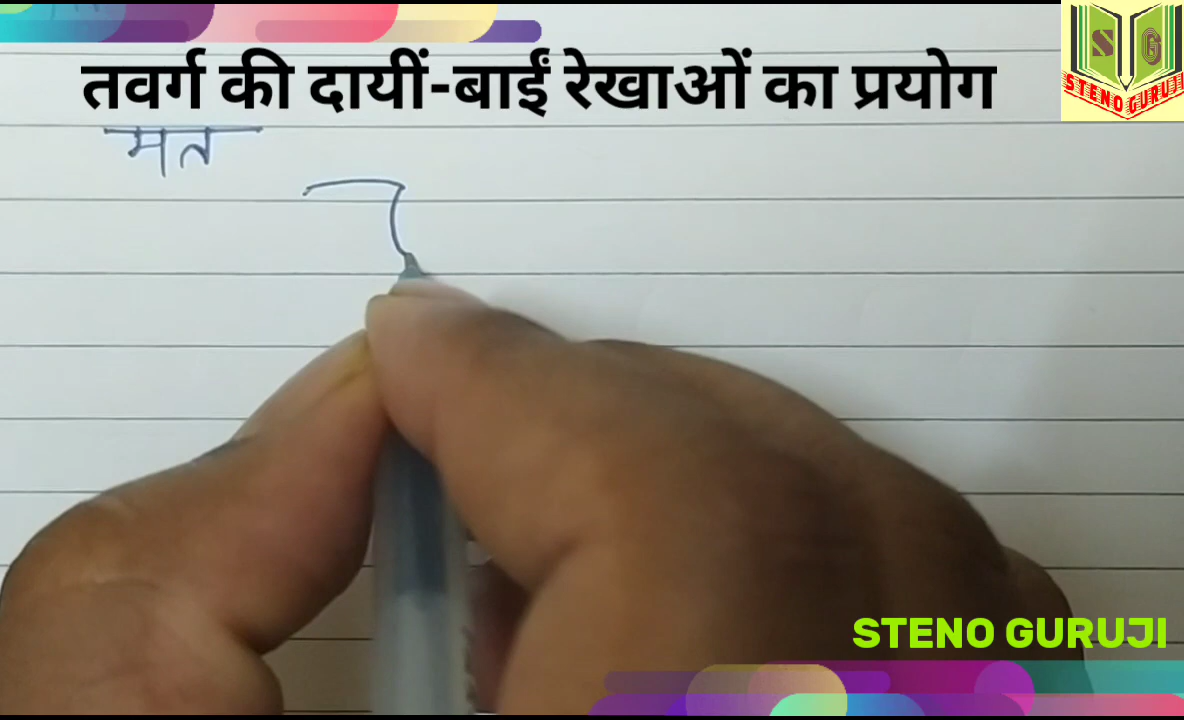 तवर्ग की दायीं-बाईं रेखाओं का प्रयोग
S G
STENO GURUJI
मत
STENO GURUJI